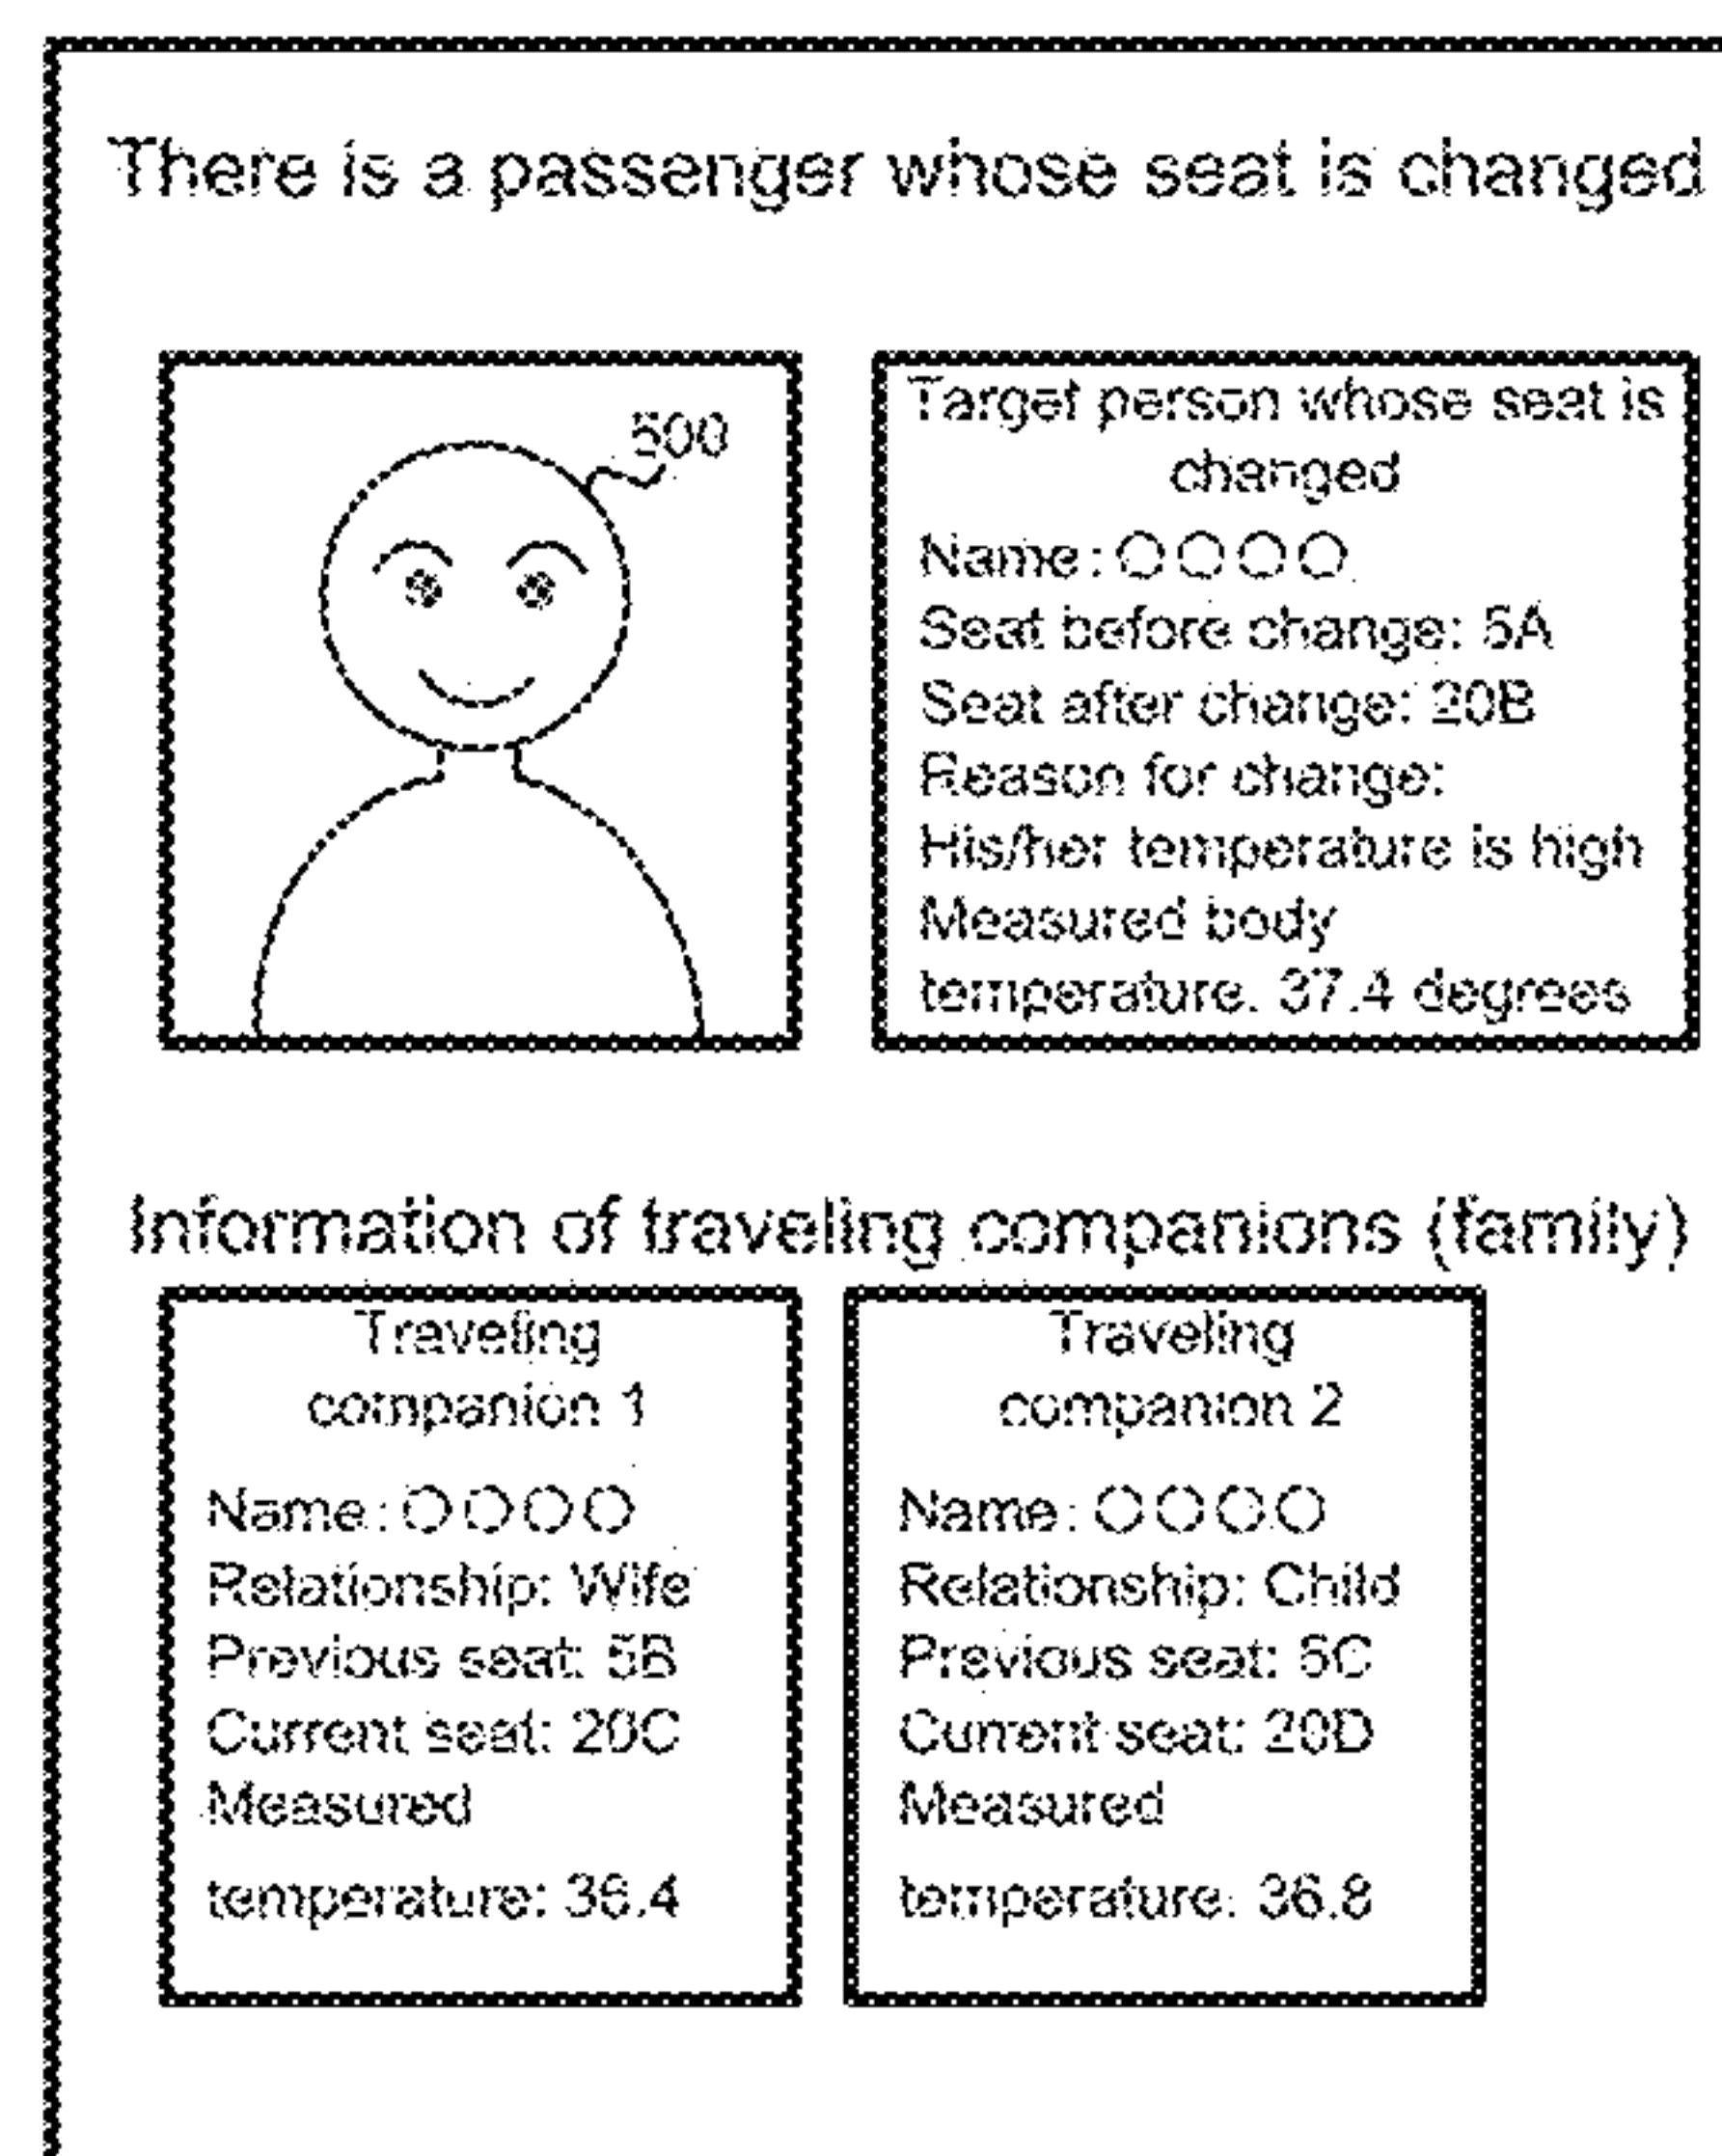 There is a passenger whose seat is changed
500
Target person whose seat is
changed
Name: ○○○○
Seat before change: 5A
Seat after change: 20B
Reason for change:
His/her temperature is high
Measured body
temperature: 37.4 degrees
Information of traveling companions (family)
Traveling
companion 1
Name: ○○○○
Relationship: Wife
Previous seat: 5B
Current seat: 20C
Measured
temperature: 36.4
Traveling
companion 2
Name: ○○○○
Relationship: Child
Previous seat: 5C
Current seat: 20D
Measured
temperature: 36.8